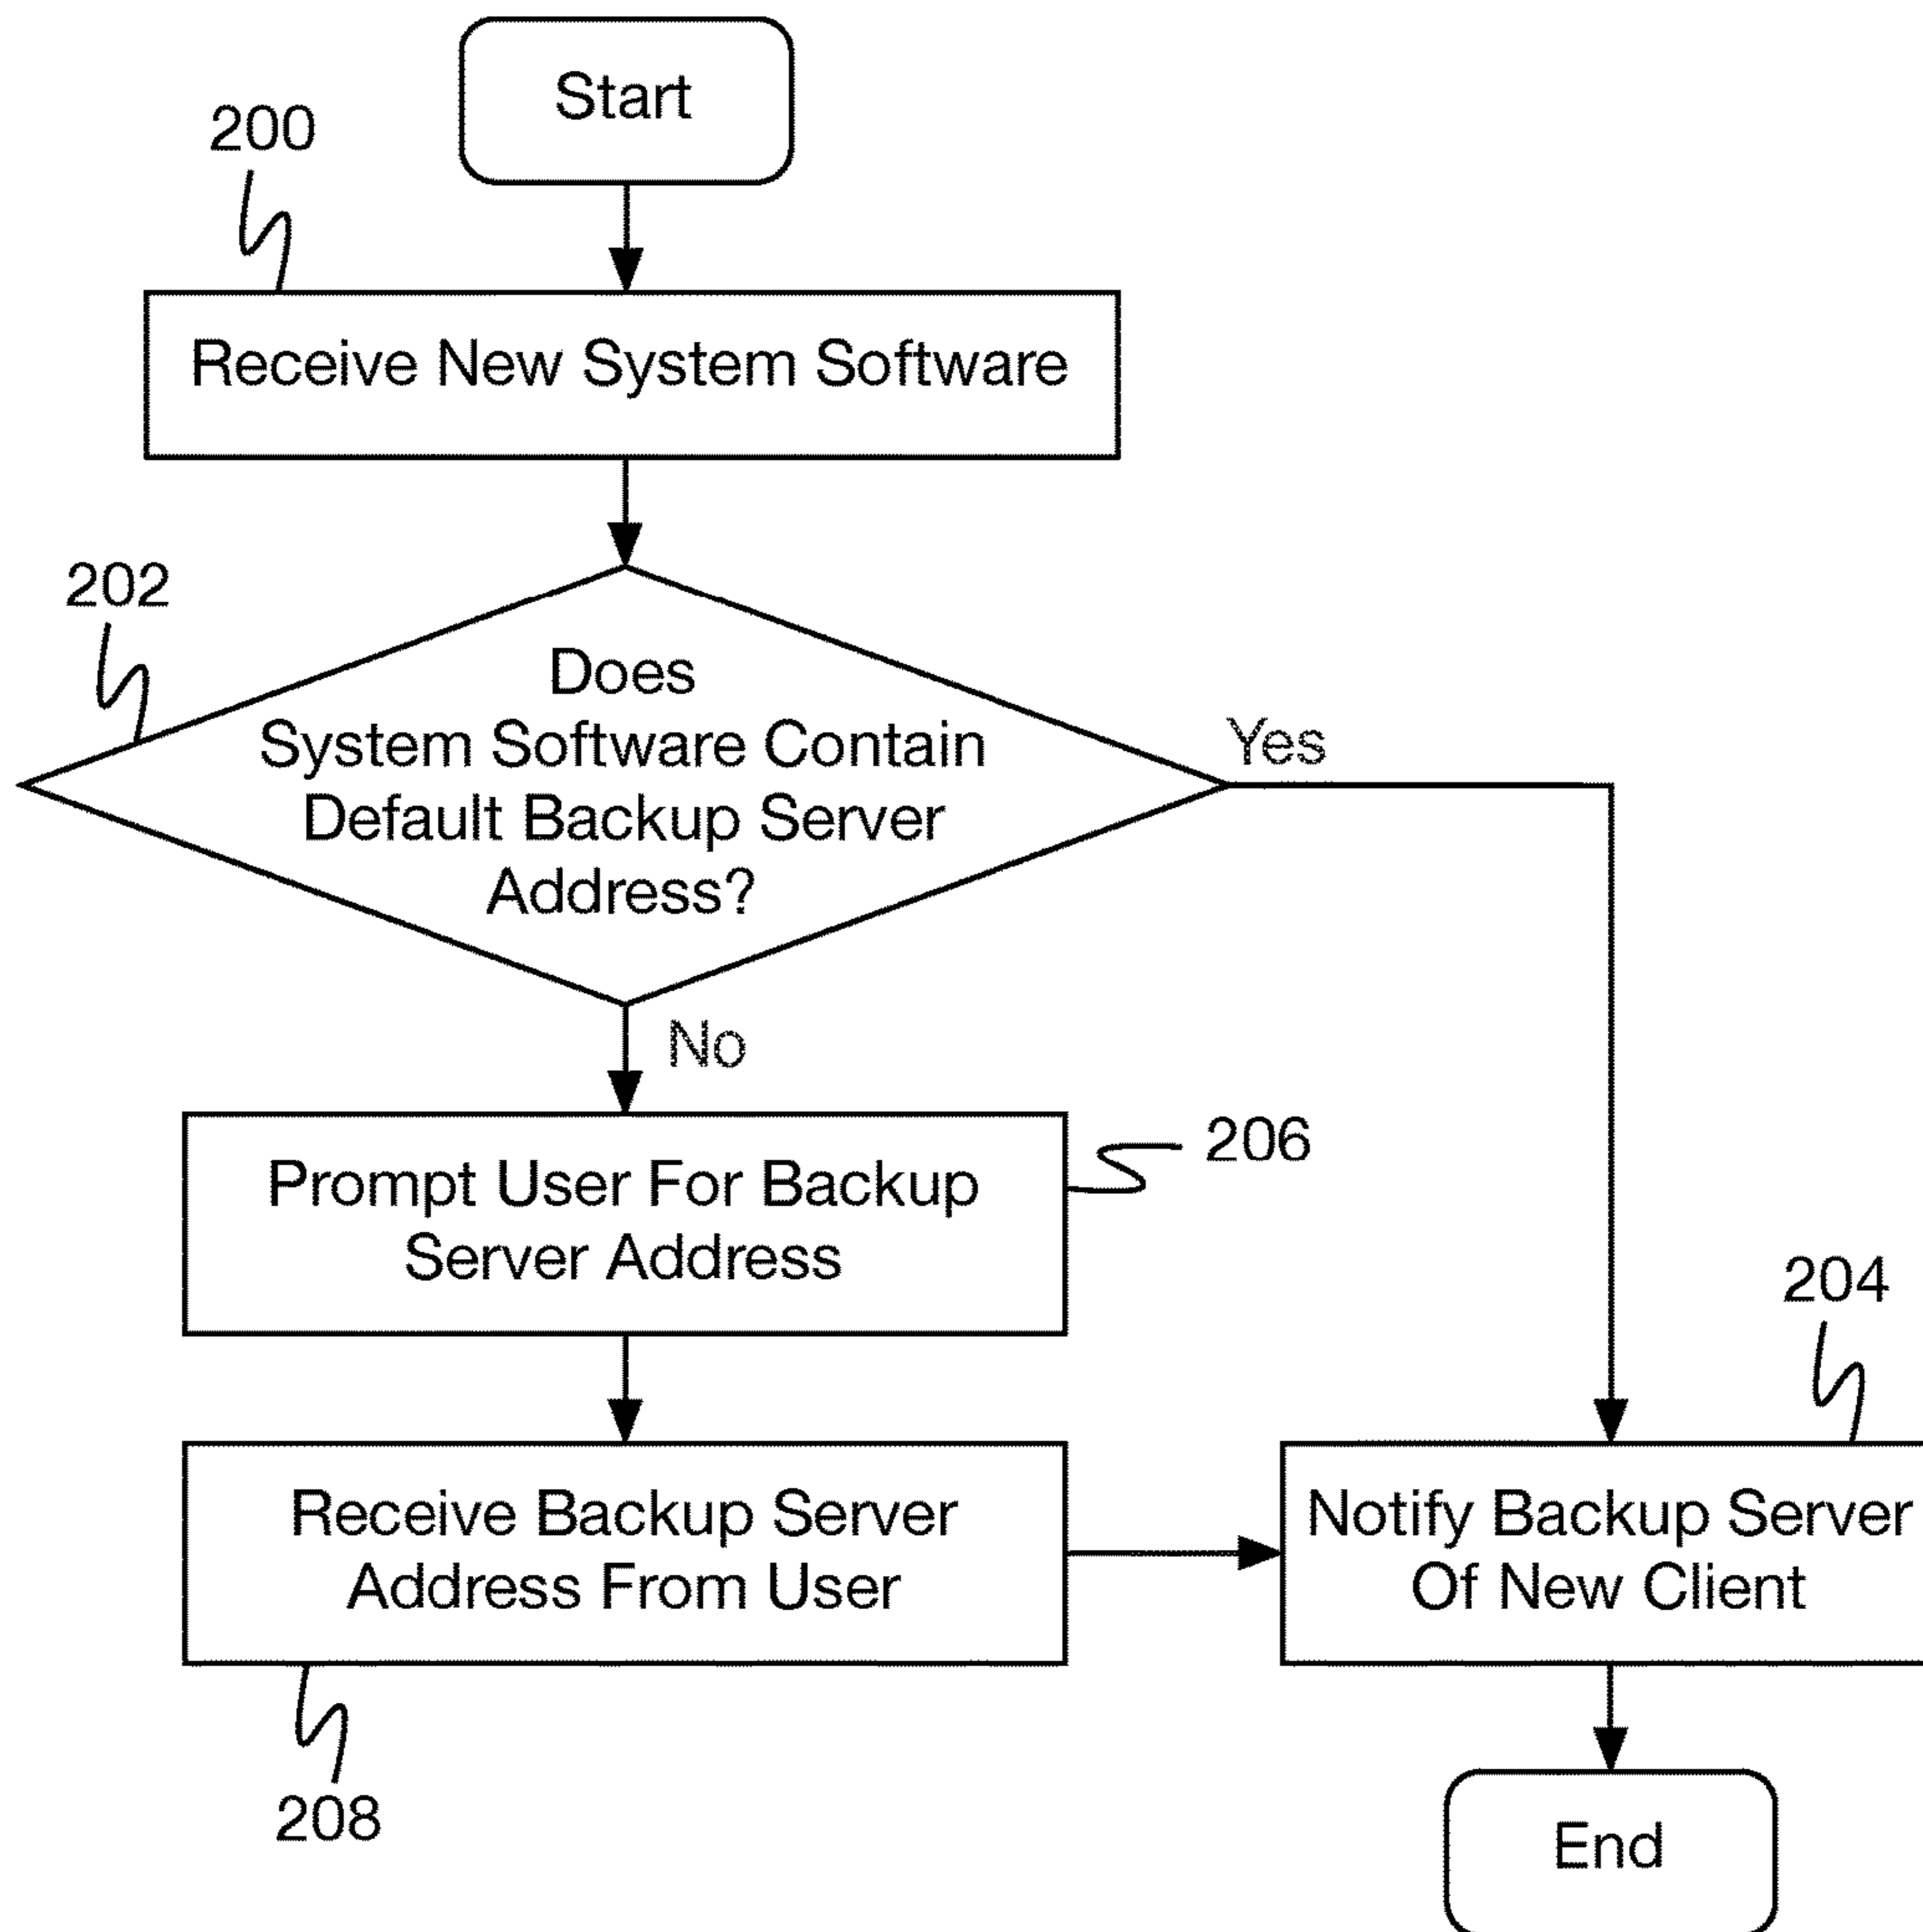 Start
200
Receive New System Software
202
Does
System Software Contain
Default Backup Server
Address?
Yes
No
Prompt User For Backup
Server Address
206
204
Receive Backup Server
Address From User
Notify Backup Server
Of New Client
208
End